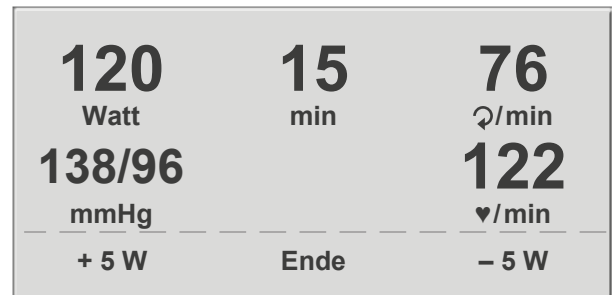 120 15 76
Watt min ↻/min
138/96 122
mmHg ♥/min
+ 5 W Ende – 5 W